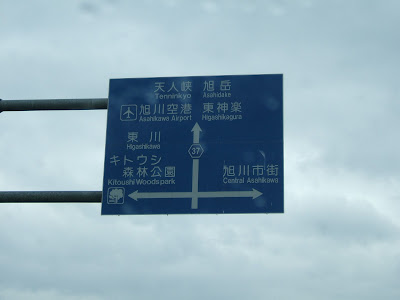 天人峡 旭岳
Tenninkyo Asahidake
旭川空港 東神楽
Asahikawa Airport Higashikagura
東川
Higashikawa
37
キトウシ
森林公園 旭川市街
Kitoushi Woodspark Central Asahikawa